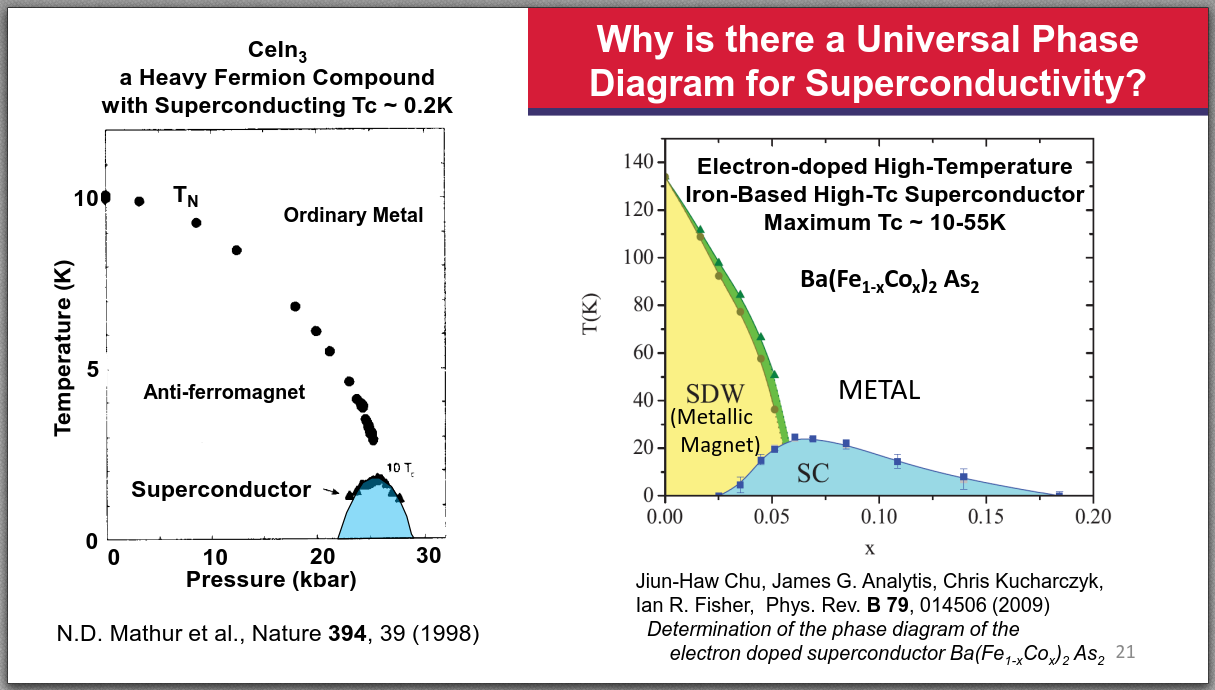 CeIn3
a Heavy Fermion Compound
with Superconducting Tc ~ 0.2K
Why is there a Universal Phase
Diagram for Superconductivity?
10
5
0
Temperature (K)
TN
Ordinary Metal
Anti-ferromagnet
10 Tc
Superconductor
0 10 20 30
Pressure (kbar)
N.D. Mathur et al., Nature 394, 39 (1998)
140
120
100
80
60
40
20
0
T(K)
Electron-doped High-Temperature
Iron-Based High-Tc Superconductor
Maximum Tc ~ 10-55K
Ba(Fe1-xCox)2 As2
SDW
METAL
(Metallic
Magnet)
SC
0.00 0.05 0.10 0.15 0.20
x
Jiun-Haw Chu, James G. Analytis, Chris Kucharczyk,
Ian R. Fisher, Phys. Rev. B 79, 014506 (2009)
Determination of the phase diagram of the
electron doped superconductor Ba(Fe1-xCox)2 As2
21